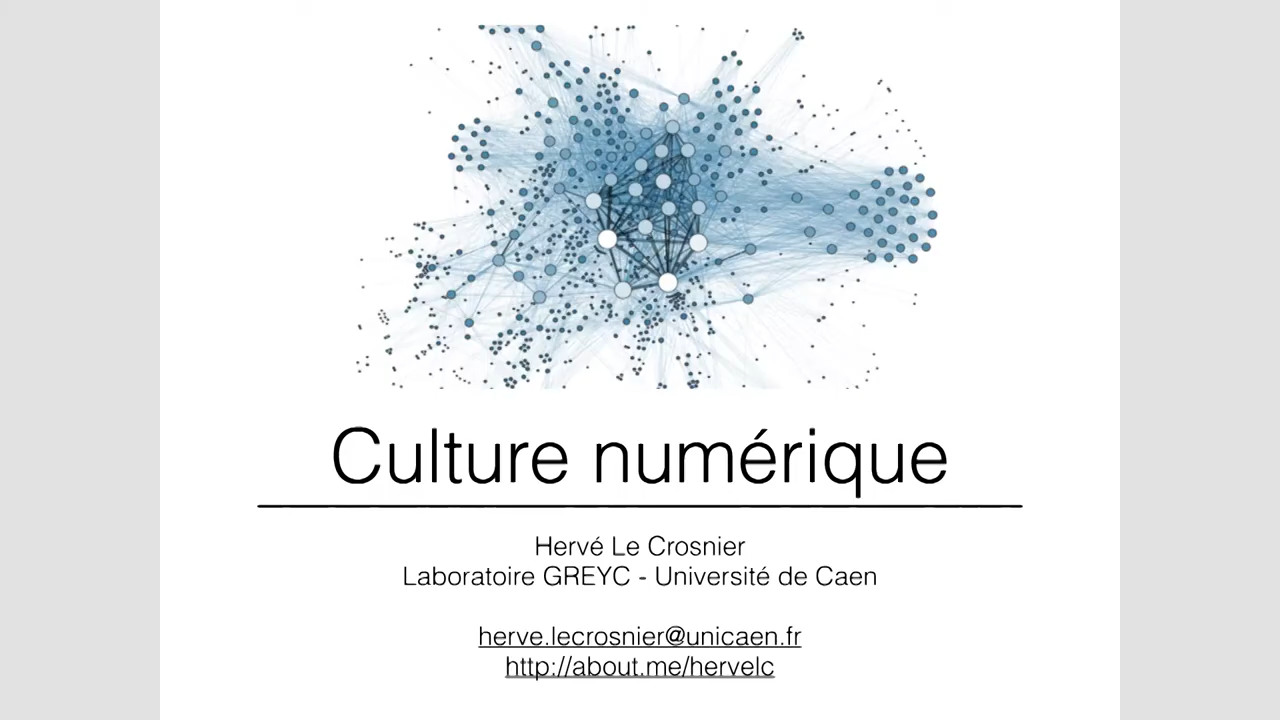 Culture numérique
Hervé Le Crosnier
Laboratoire GREYC - Université de Caen
herve.lecrosnier@unicaen.fr
http://about.me/hervelc